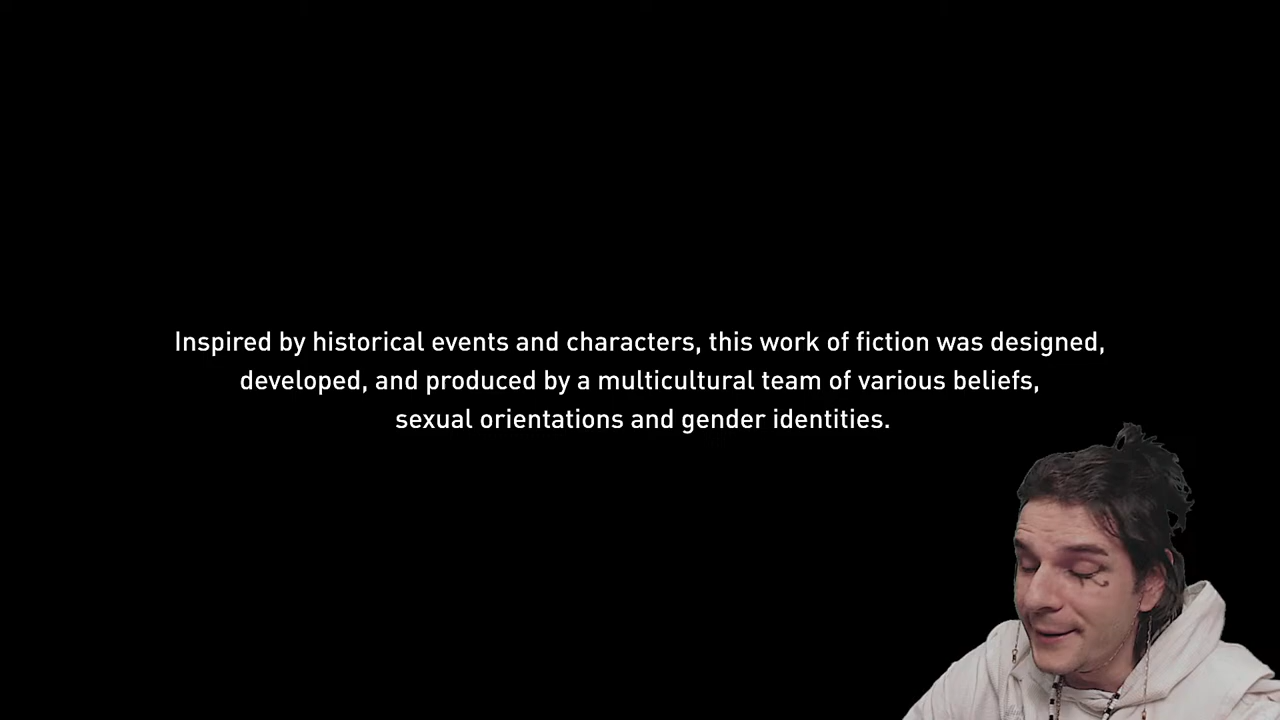 Inspired by historical events and characters, this work of fiction was designed,
developed, and produced by a multicultural team of various beliefs,
sexual orientations and gender identities.